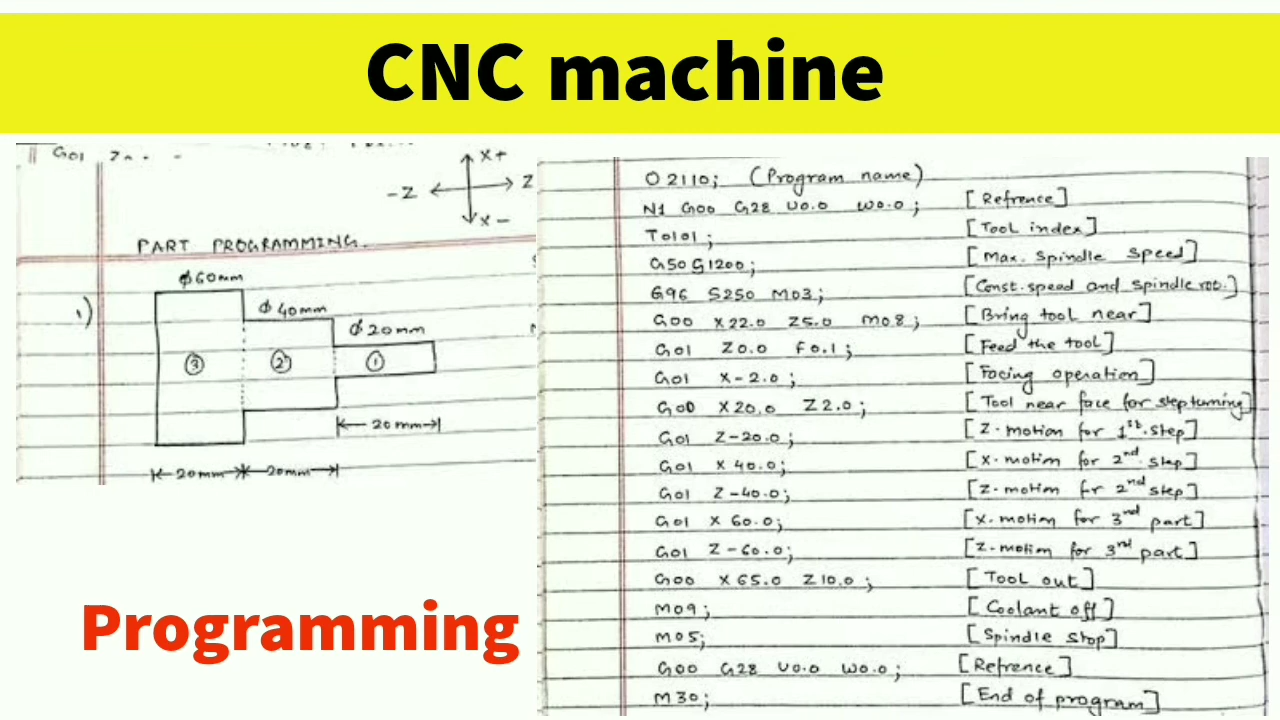 CNC machine
G01
X+
-Z
Z
X-
PART PROGRAMMING.
1)
ϕ60mm
ϕ40mm
ϕ20mm
③ ② ①
20mm
20mm 20mm
Programming
O 2110; (Program name)
N1 G00 G28 U0.0 W0.0; [Refrence]
T0101; [Tool index]
G50 S1200; [Max. Spindle Speed]
G96 S250 M03; [Const. speed and spindle rot.]
G00 X22.0 Z5.0 M08; [Bring tool near]
G01 Z0.0 F0.1; [Feed the tool]
G01 X-2.0; [Facing operation]
G00 X20.0 Z2.0; [Tool near face for step turning]
G01 Z-20.0; [Z-motion for 1st step]
G01 X40.0; [X-motion for 2nd step]
G01 Z-40.0; [Z-motion fr 2nd step]
G01 X60.0; [X-motion for 3rd part]
G01 Z-60.0; [Z-motion for 3rd part]
G00 X65.0 Z10.0; [Tool out]
M09; [Coolant off]
M05; [Spindle stop]
G00 G28 U0.0 W0.0; [Refrence]
M30; [End of program]